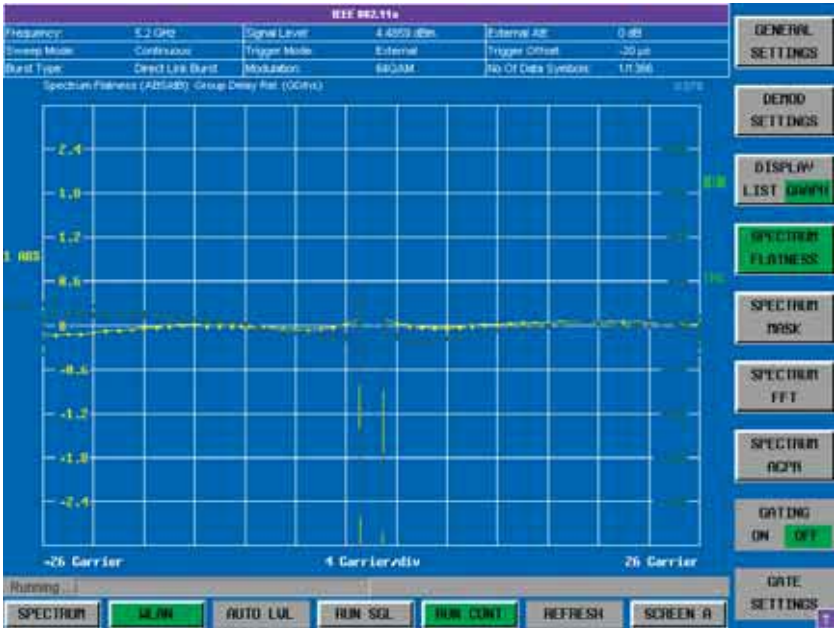 IEEE 802.11a
Frequency: 5.2 GHz Signal Level: External Att: 0 dB
Sweep Mode: Continuous Trigger Mode: External Trigger Offset: -20 µs
Burst Type: Direct Link Burst Modulation: 64QAM No Of Data Symbols: 1/1366
Spectrum Flatness (ABS/dB) Group Delay Rel.
2.4
1.8
1.2
1 ABS
0.6
0
-0.6
-1.2
-1.8
-2.4
-26 Carrier 4 Carrier/div 26 Carrier
Running ...
SPECTRUM WLAN AUTO LVL RUN SGL RUN CONT REFRESH SCREEN A
GENERAL
SETTINGS
DEMOD
SETTINGS
DISPLAY
LIST GRAPH
SPECTRUM
FLATNESS
SPECTRUM
MASK
SPECTRUM
FFT
SPECTRUM
ACPR
GATING
ON OFF
GATE
SETTINGS